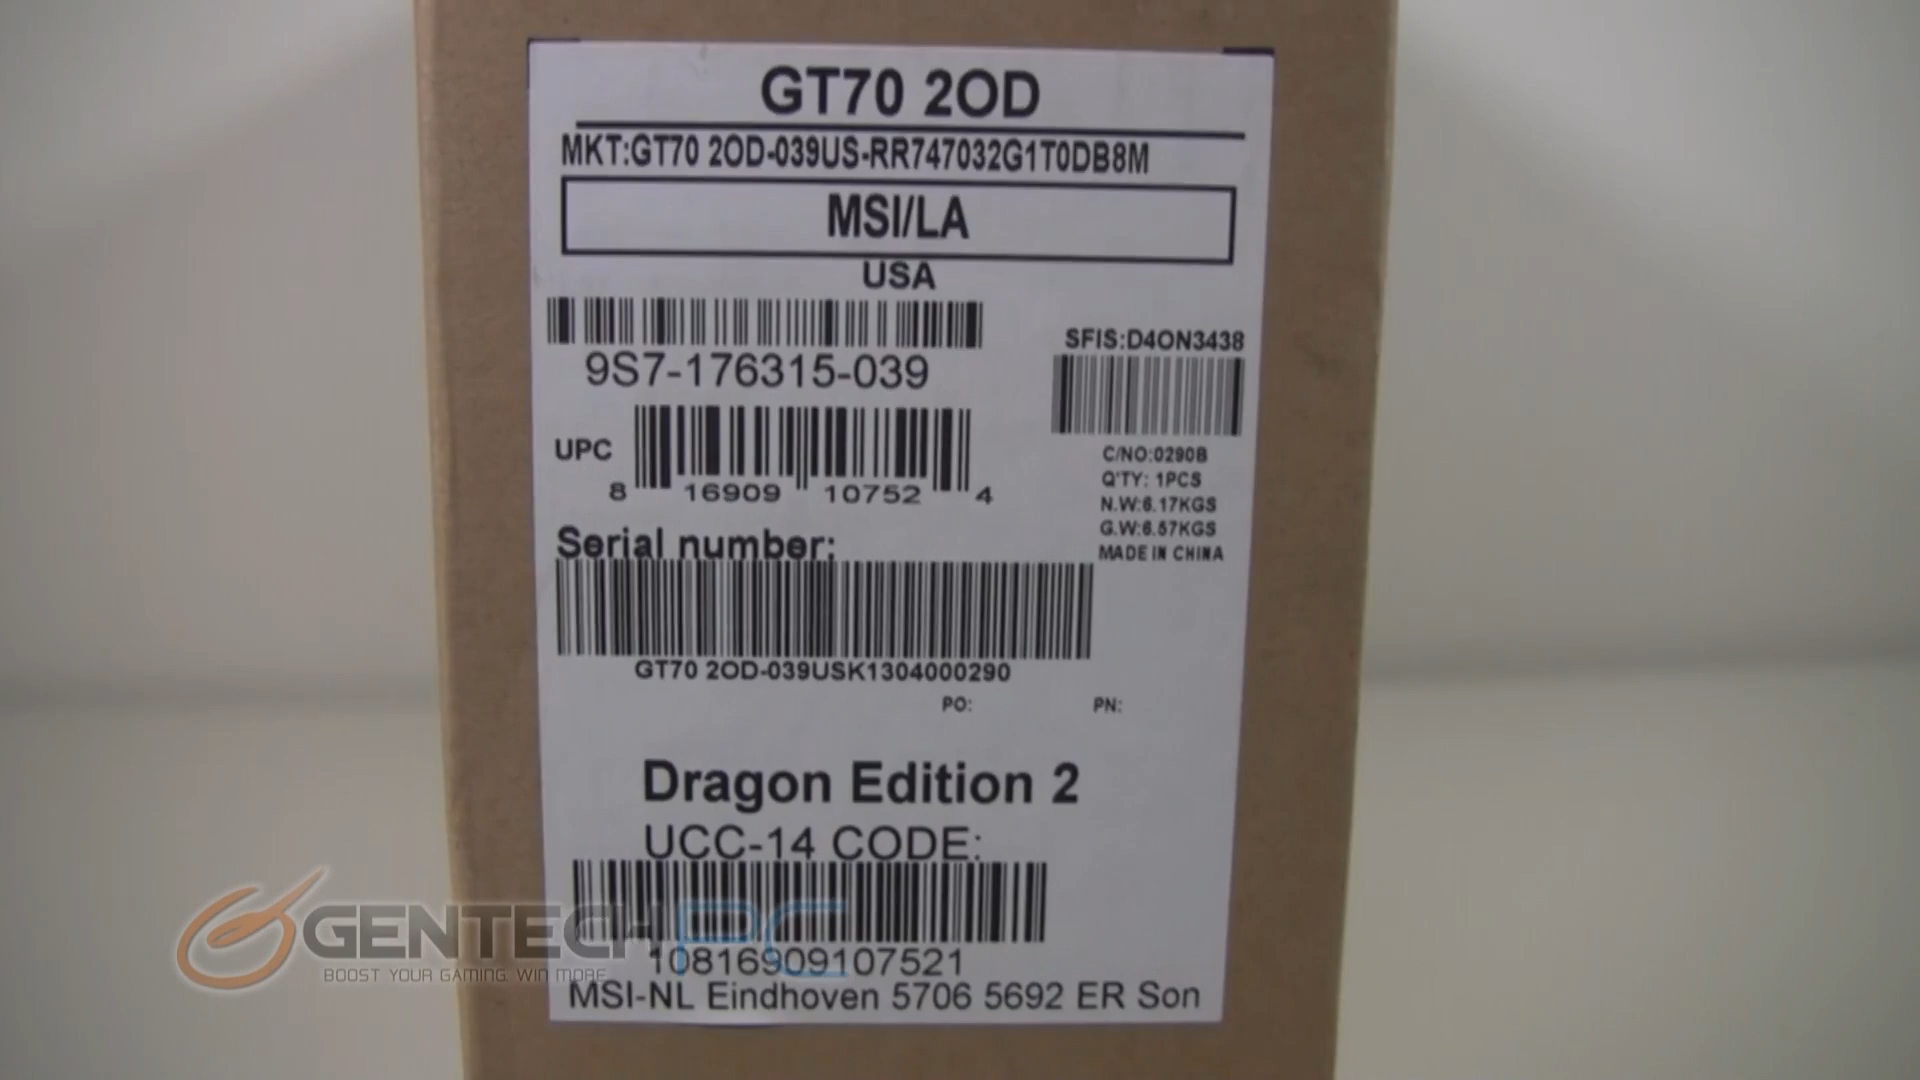 GT70 2OD
MKT:GT70 2OD-039US-RR747032G1T0DB8M
MSI/LA
USA
9S7-176315-039
SFIS:D4ON3438
UPC
8 16909 10752 4
C/NO:0290B
Q'TY: 1PCS
N.W:6.17KGS
G.W:6.57KGS
MADE IN CHINA
Serial number:
GT70 2OD-039USK1304000290
PO: PN:
Dragon Edition 2
UCC-14 CODE:
10816909107521
MSI-NL Eindhoven 5706 5692 ER Son
GENTECH PC
BOOST YOUR GAMING. WIN MORE.